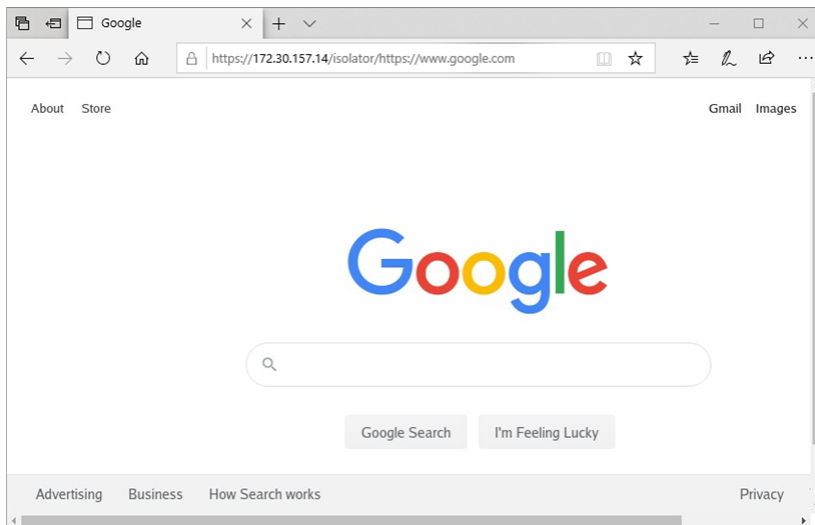 Google
https://172.30.157.14/isolator/https://www.google.com
About Store Gmail Images
Google
Google Search I'm Feeling Lucky
Advertising Business How Search works Privacy